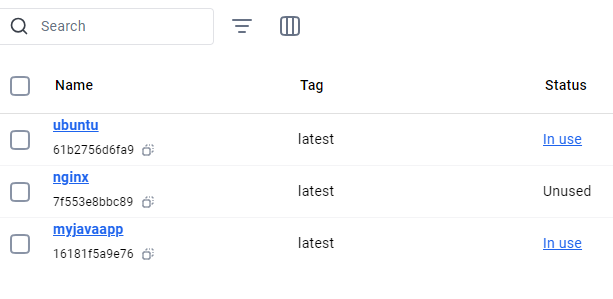 Search
Name Tag Status
ubuntu
61b2756d6fa9 latest In use
nginx
7f553e8bbc89 latest Unused
myjavaapp
16181f5a9e76 latest In use